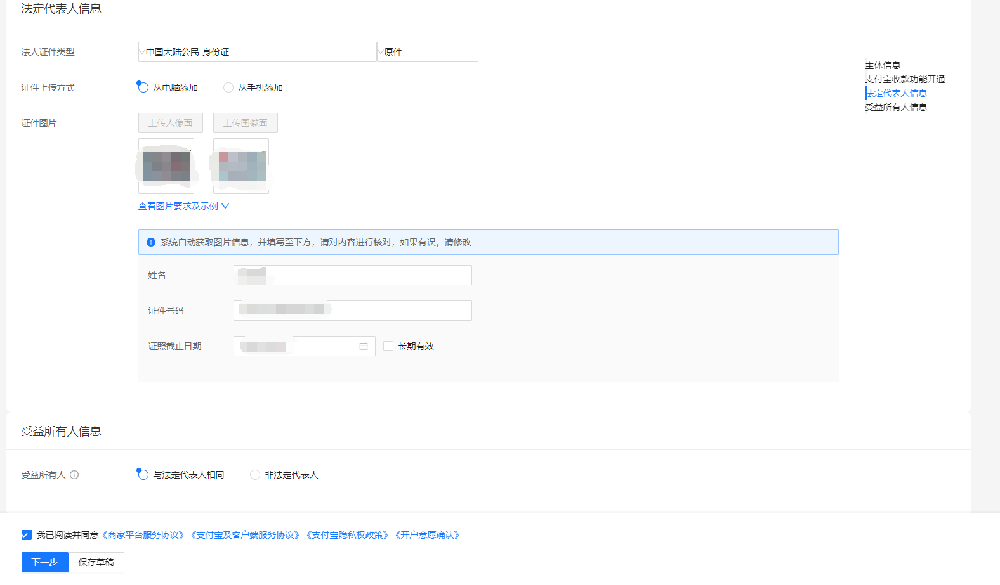 法定代表人信息
法人证件类型
中国大陆公民-身份证
原件
证件上传方式
从电脑添加
从手机添加
证件图片
上传人像面
上传国徽面
查看图片要求及示例
系统自动获取图片信息，并填写至下方，请对内容进行核对，如果有误，请修改
姓名
证件号码
证照截止日期
长期有效
主体信息
支付宝收款功能开通
法定代表人信息
受益所有人信息
受益所有人信息
受益所有人
与法定代表人相同
非法定代表人
我已阅读并同意《商家平台服务协议》《支付宝及客户端服务协议》《支付宝隐私权政策》《开户意愿确认》
下一步
保存草稿